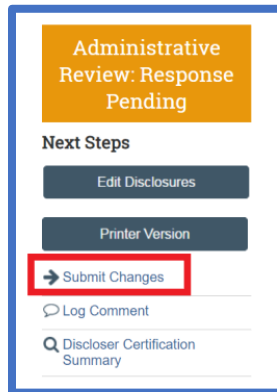 Administrative
Review: Response
Pending
Next Steps
Edit Disclosures
Printer Version
Submit Changes
Log Comment
Discloser Certification
Summary